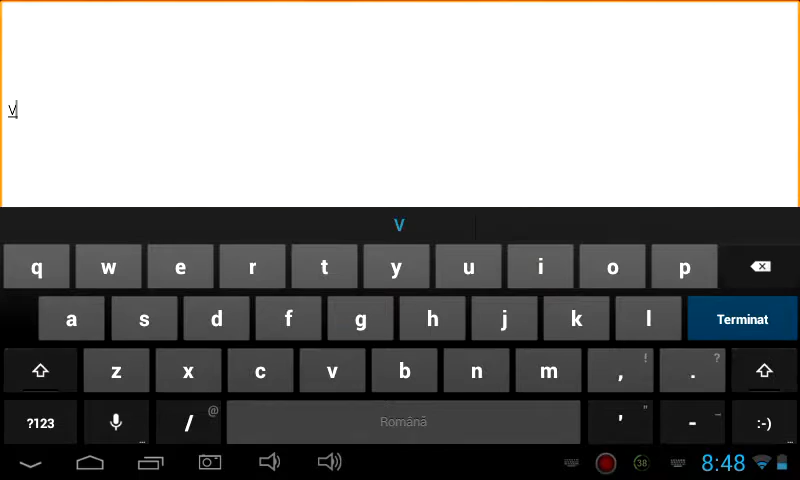 V
V
q w e r t y u i o p
a s d f g h j k l Terminat
z x c v b n m , ! . ?
?123 ... / @ Română ' " - _ :-) ...
38 8:48